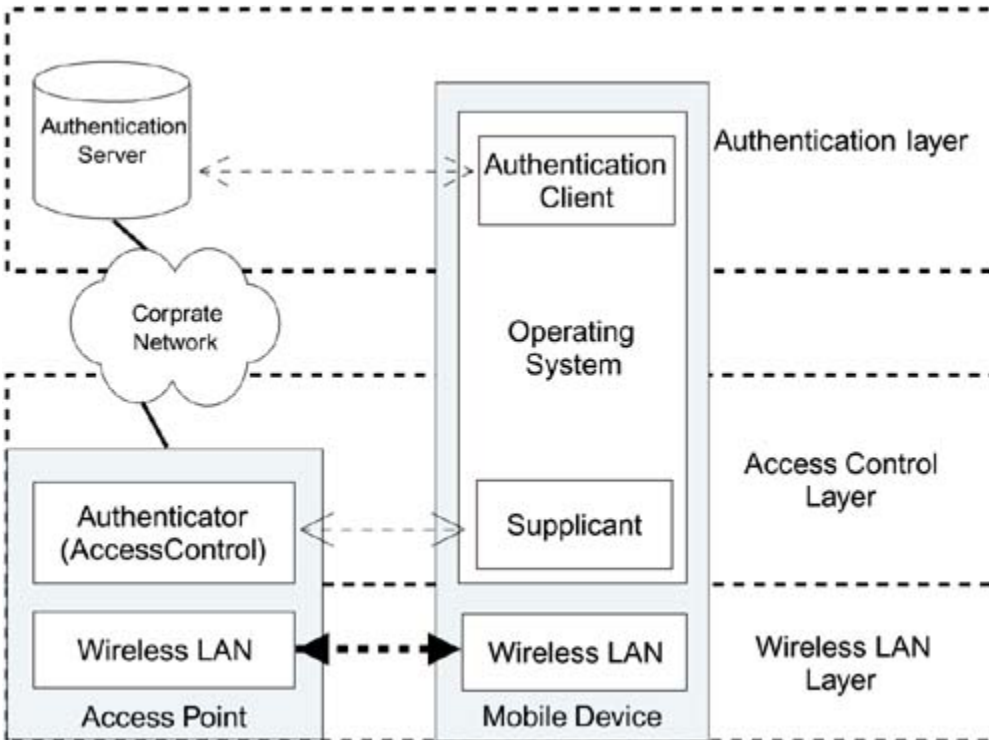 Authentication
Server
Authentication
Client
Authentication layer
Corprate
Network
Operating
System
Authenticator
(AccessControl)
Supplicant
Access Control
Layer
Wireless LAN
Wireless LAN
Wireless LAN
Layer
Access Point
Mobile Device